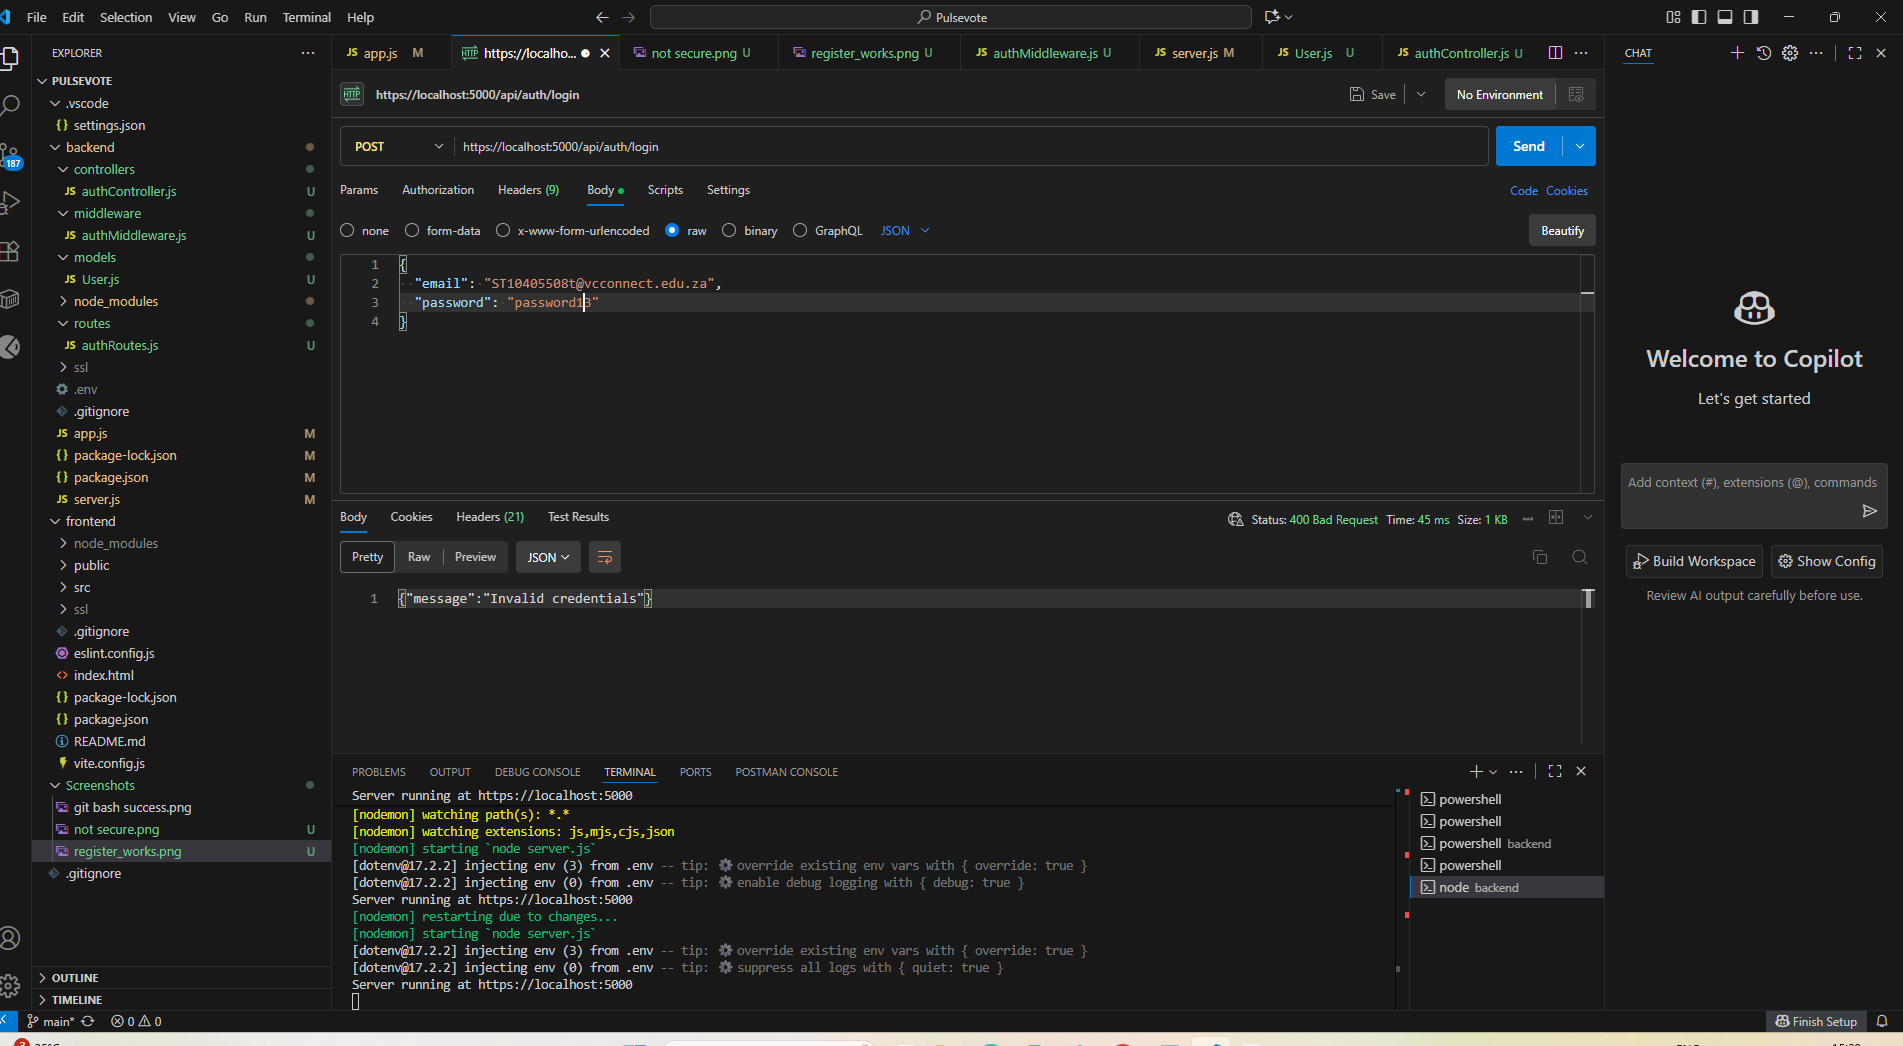 File Edit Selection View Go Run Terminal Help
Pulsevote
EXPLORER
PULSEVOTE
.vscode
{} settings.json
backend
controllers
JS authController.js U
middleware
JS authMiddleware.js U
models
JS User.js U
node_modules
routes
JS authRoutes.js U
ssl
.env
.gitignore
JS app.js M
{} package-lock.json M
{} package.json M
JS server.js M
frontend
node_modules
public
src
ssl
.gitignore
eslint.config.js
<> index.html
{} package-lock.json
{} package.json
README.md
vite.config.js
Screenshots
git bash success.png
not secure.png U
register_works.png U
.gitignore
OUTLINE
TIMELINE
187
JS app.js M
HTTP https://localho...
not secure.png U
register_works.png U
JS authMiddleware.js U
JS server.js M
JS User.js U
JS authController.js U
HTTP https://localhost:5000/api/auth/login
Save
No Environment
POST https://localhost:5000/api/auth/login
Send
Params Authorization Headers (9) Body Scripts Settings
Code Cookies
none form-data x-www-form-urlencoded raw binary GraphQL JSON
Beautify
1 {
2 "email": "ST10405508t@vcconnect.edu.za",
3 "password": "password13"
4 }
Body Cookies Headers (21) Test Results
Status: 400 Bad Request Time: 45 ms Size: 1 KB
Pretty Raw Preview JSON
1 {"message":"Invalid credentials"}
PROBLEMS OUTPUT DEBUG CONSOLE TERMINAL PORTS POSTMAN CONSOLE
Server running at https://localhost:5000
[nodemon] watching path(s): *.*
[nodemon] watching extensions: js,mjs,cjs,json
[nodemon] starting `node server.js`
[dotenv@17.2.2] injecting env (3) from .env -- tip: ⚙ override existing env vars with { override: true }
[dotenv@17.2.2] injecting env (0) from .env -- tip: ⚙ enable debug logging with { debug: true }
Server running at https://localhost:5000
[nodemon] restarting due to changes...
[nodemon] starting `node server.js`
[dotenv@17.2.2] injecting env (3) from .env -- tip: ⚙ override existing env vars with { override: true }
[dotenv@17.2.2] injecting env (0) from .env -- tip: ⚙ suppress all logs with { quiet: true }
Server running at https://localhost:5000
powershell
powershell
powershell backend
powershell
node backend
CHAT
Welcome to Copilot
Let's get started
Add context (#), extensions (@), commands
Build Workspace Show Config
Review AI output carefully before use.
main* 0 0
Finish Setup